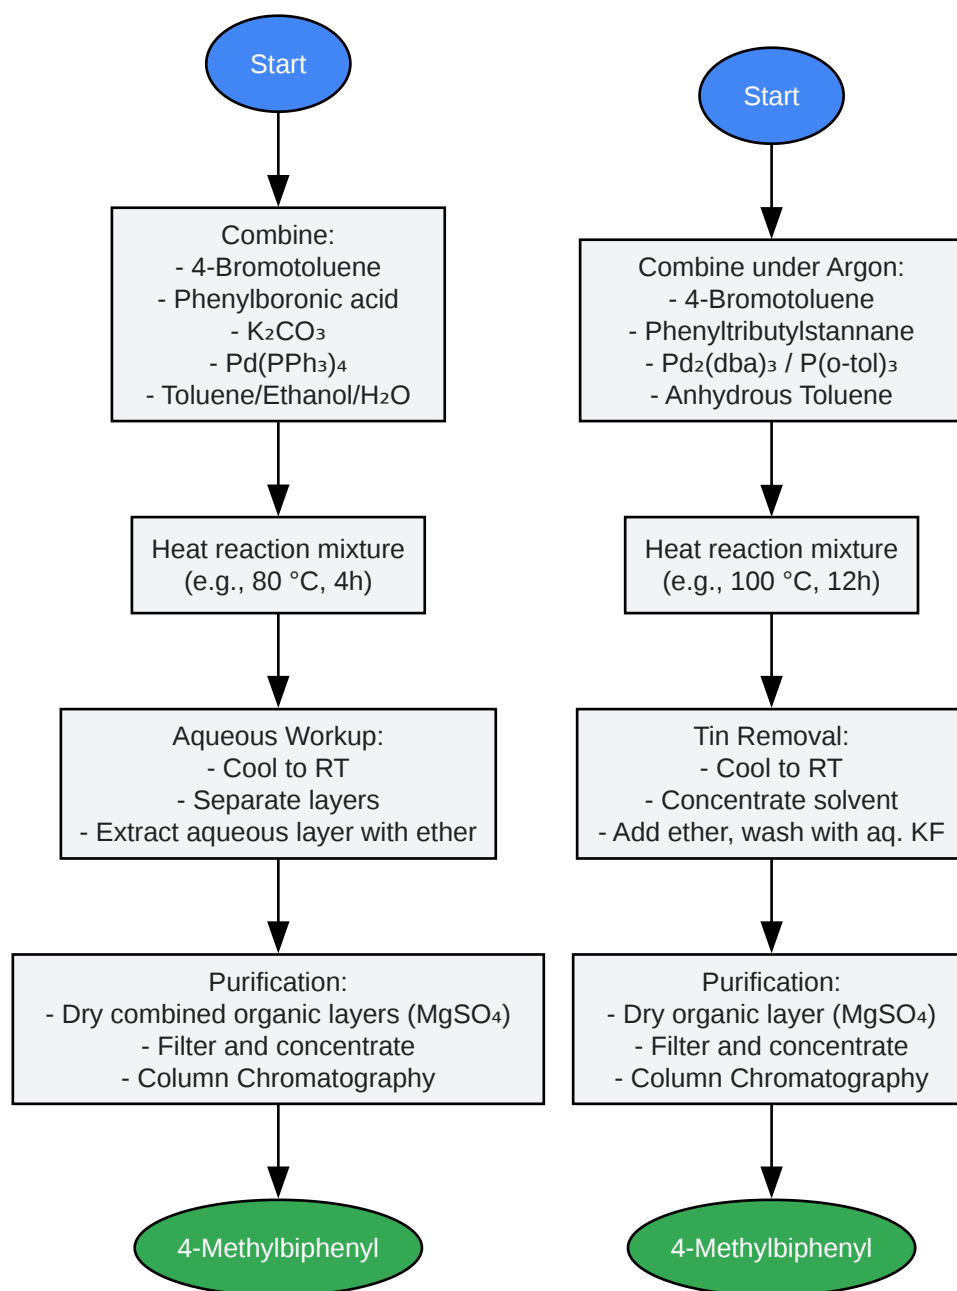 Start
Combine:
- 4-Bromotoluene
- Phenylboronic acid
- K₂CO₃
- Pd(PPh₃)₄
- Toluene/Ethanol/H₂O
Heat reaction mixture
(e.g., 80 °C, 4h)
Aqueous Workup:
- Cool to RT
- Separate layers
- Extract aqueous layer with ether
Purification:
- Dry combined organic layers (MgSO₄)
- Filter and concentrate
- Column Chromatography
4-Methylbiphenyl
Start
Combine under Argon:
- 4-Bromotoluene
- Phenyltributylstannane
- Pd₂(dba)₃ / P(o-tol)₃
- Anhydrous Toluene
Heat reaction mixture
(e.g., 100 °C, 12h)
Tin Removal:
- Cool to RT
- Concentrate solvent
- Add ether, wash with aq. KF
Purification:
- Dry organic layer (MgSO₄)
- Filter and concentrate
- Column Chromatography
4-Methylbiphenyl